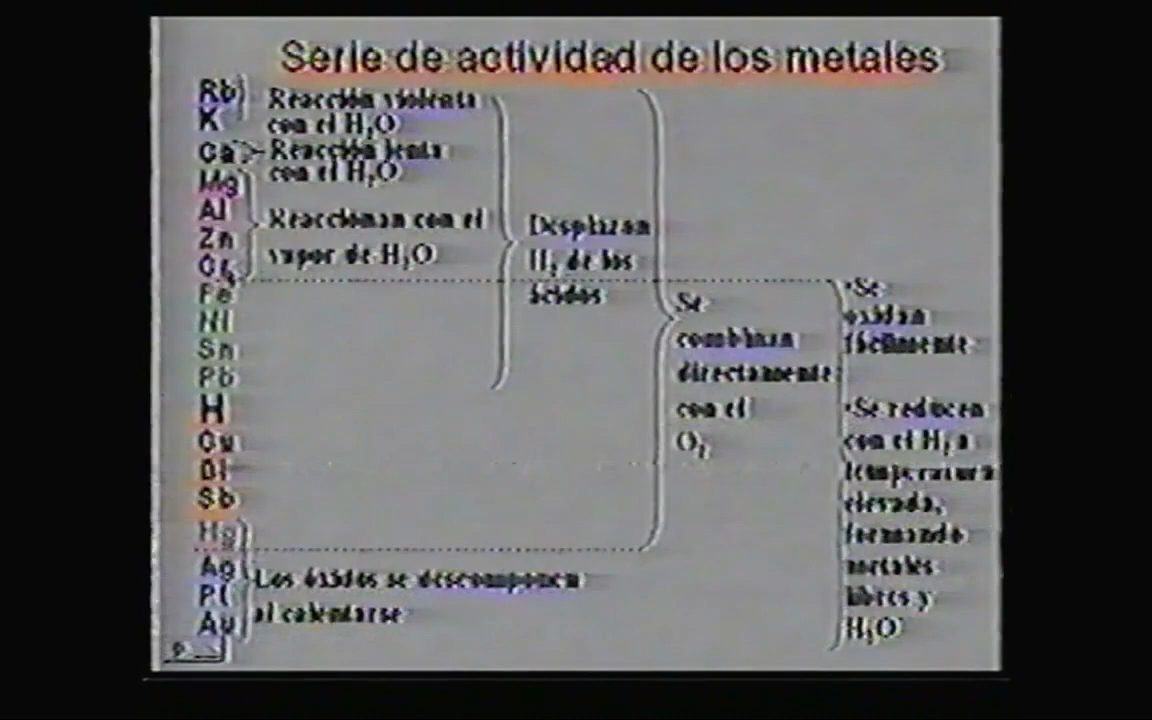 Serie de actividad de los metales
Rb
K
Ca
Mg
Al
Zn
Cr
Fe
Ni
Sn
Pb
H
Cu
Bi
Sb
Hg
Ag
Pt
Au
Reacción violenta
con el H₂O
Reacción lenta
con el H₂O
Reaccionan con el
vapor de H₂O
Desplazan
H₂ de los
ácidos
Se
combinan
directamente
con el
O₂
•Se
oxidan
fácilmente
•Se reducen
con el H₂ a
temperatura
elevada,
formando
metales
libres y
H₂O
Los óxidos se descomponen
al calentarse